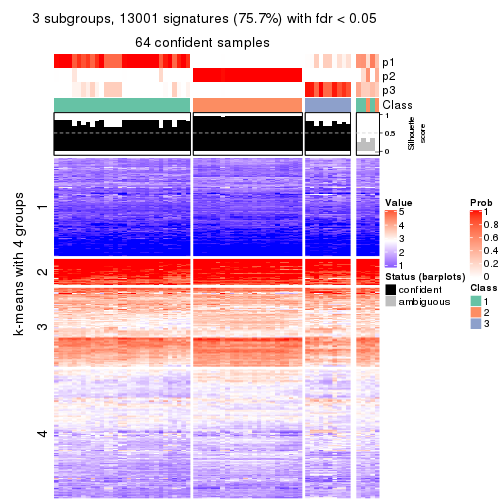 3 subgroups, 13001 signatures (75.7%) with fdr < 0.05
64 confident samples
p1
p2
p3
Class
1
0.5
0
Silhouette
score
k-means with 4 groups
1
2
3
4
Value
5
4
3
2
1
Status (barplots)
confident
ambiguous
Prob
1
0.8
0.6
0.4
0.2
0
Class
1
2
3